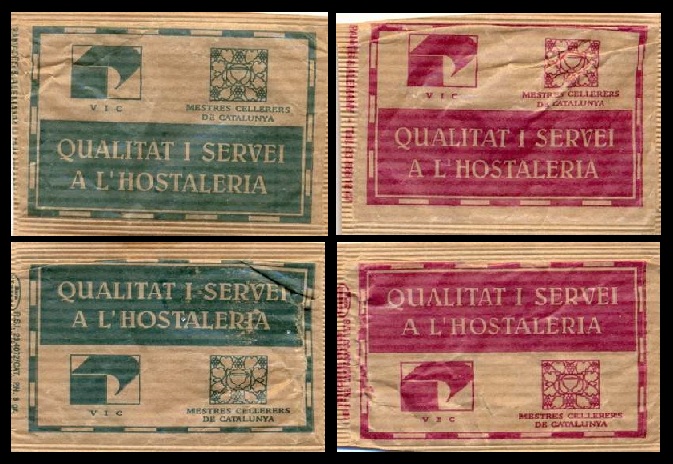 VIC
MESTRES CELLERERS
DE CATALUNYA
QUALITAT I SERVEI
A L'HOSTALERIA
VIC
MESTRES CELLERERS
DE CATALUNYA
QUALITAT I SERVEI
A L'HOSTALERIA
QUALITAT I SERVEI
A L'HOSTALERIA
VIC
MESTRES CELLERERS
DE CATALUNYA
QUALITAT I SERVEI
A L'HOSTALERIA
VIC
MESTRES CELLERERS
DE CATALUNYA